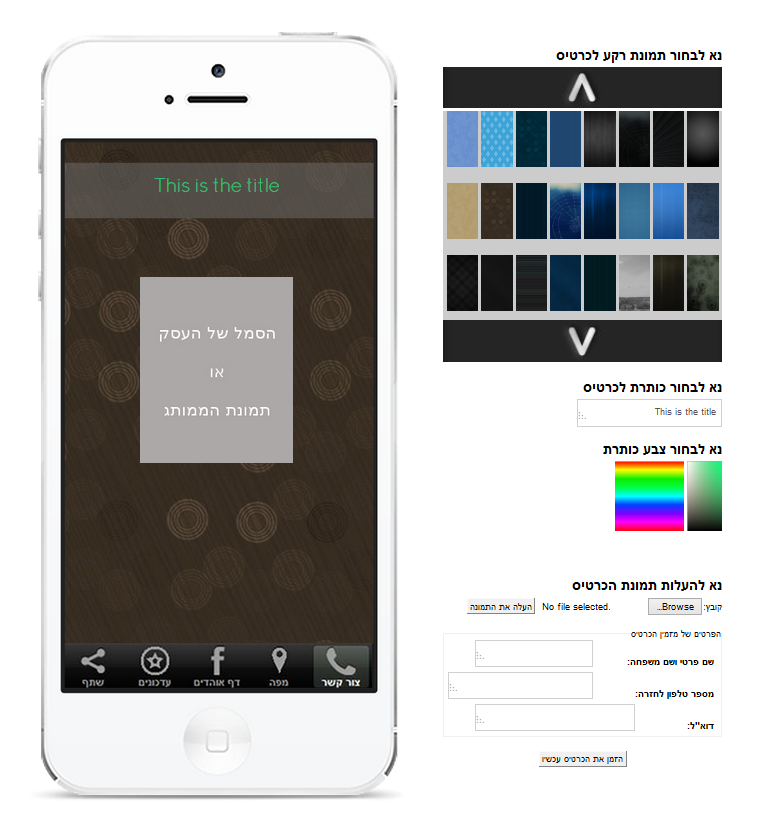 This is the title
הסמל של העסק
או
תמונת הממותג
צור קשר
מפה
דף אוהדים
עדכונים
שתף
נא לבחור תמונת רקע לכרטיס
נא לבחור כותרת לכרטיס
This is the title
נא לבחור צבע כותרת
נא להעלות תמונת הכרטיס
קובץ: Browse… No file selected. העלה את התמונה
הפרטים של מזמין הכרטיס
שם פרטי ושם משפחה:
מספר טלפון לחזרה:
דוא"ל:
הזמן את הכרטיס עכשיו